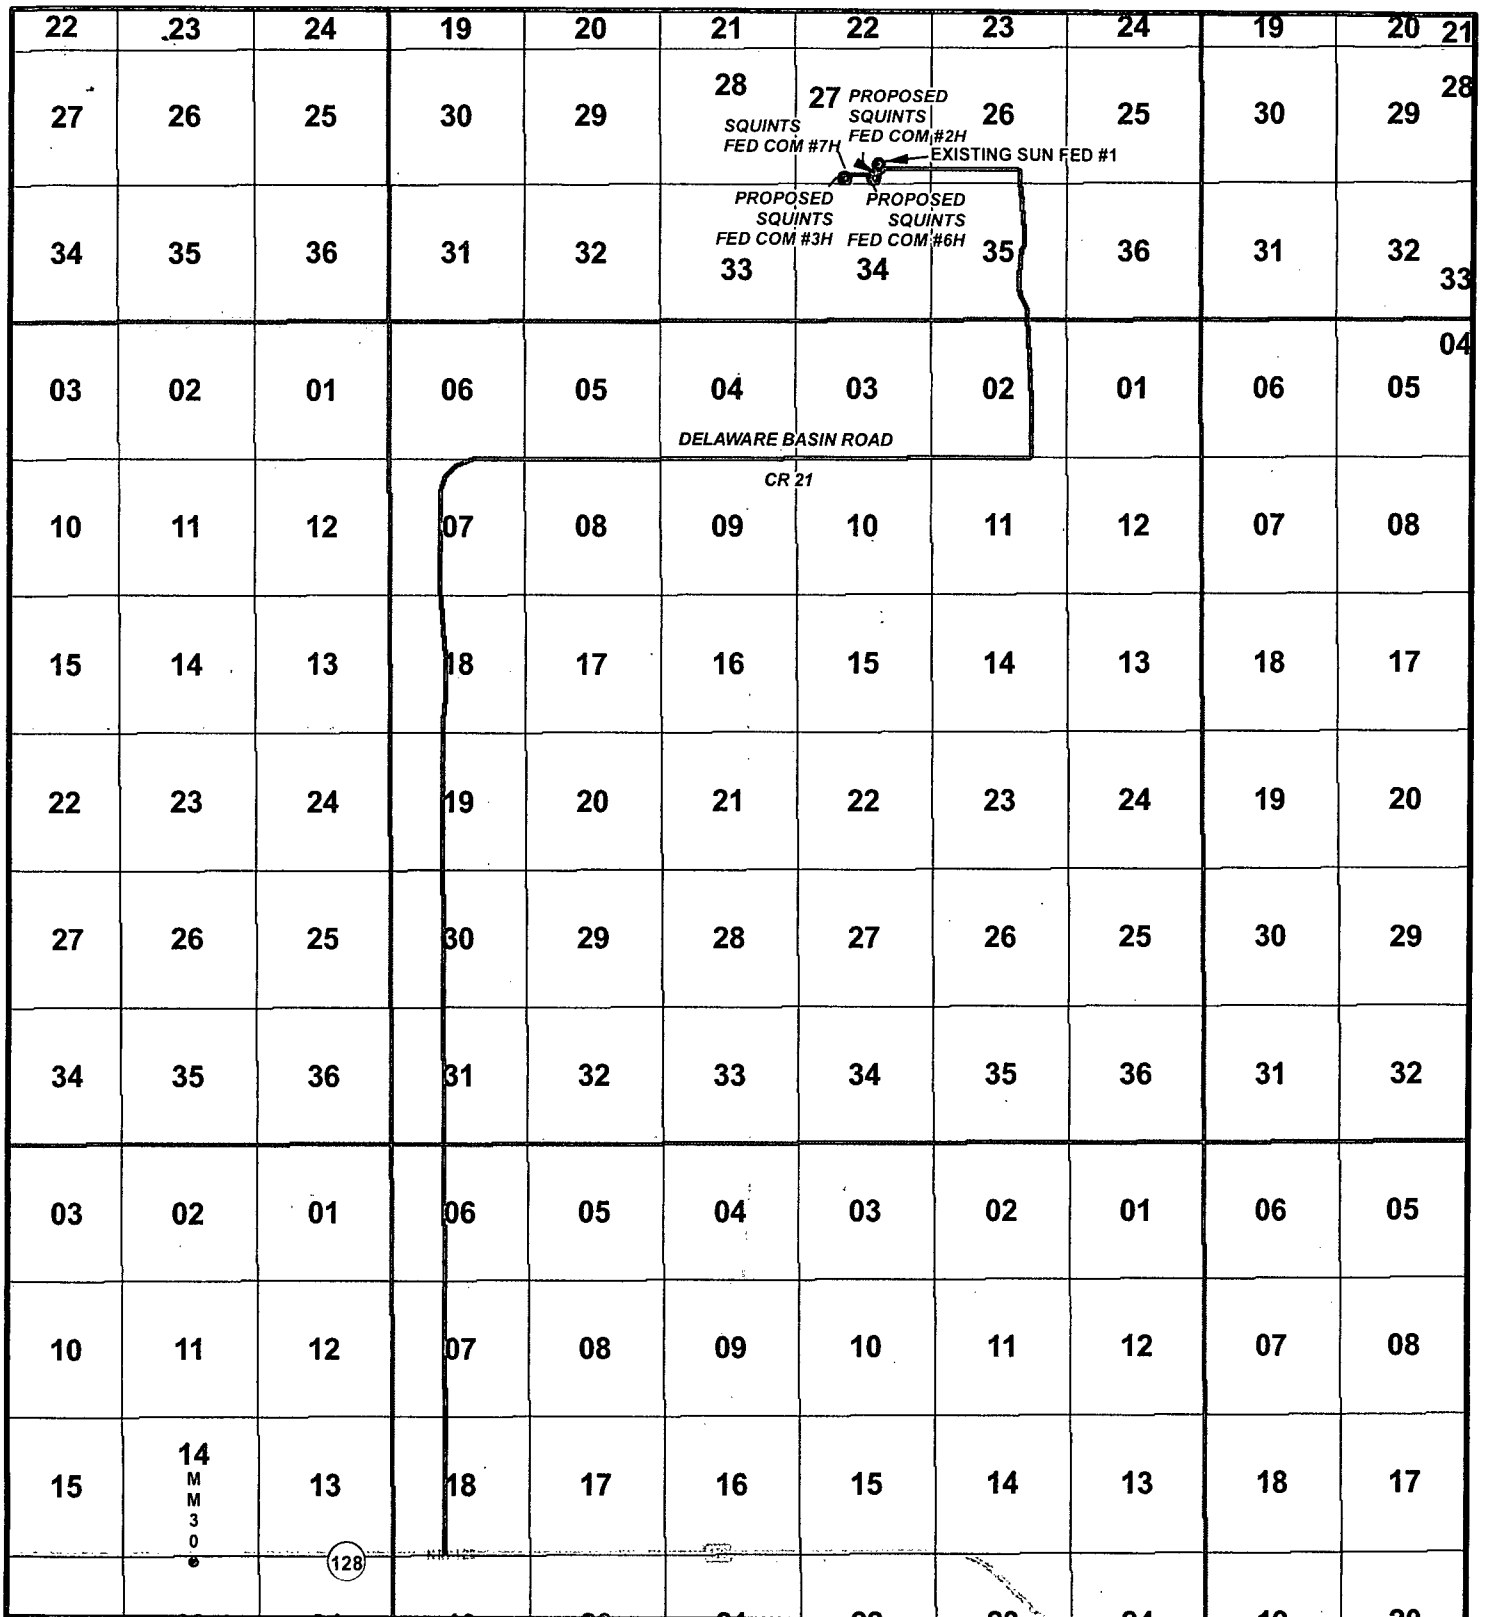 22 23 24 19 20 21 22 23 24 19 20 21
28 28
27 26 25 30 29 27 PROPOSED 26 25 30 29
SQUINTS
FED COM #2H
SQUINTS
FED COM #7H
EXISTING SUN FED #1
PROPOSED
SQUINTS
FED COM #3H
PROPOSED
SQUINTS
FED COM #6H
34 35 36 31 32 33 34 35 36 31 32 33
04
03 02 01 06 05 04 03 02 01 06 05
DELAWARE BASIN ROAD
CR 21
10 11 12 07 08 09 10 11 12 07 08
15 14 13 18 17 16 15 14 13 18 17
22 23 24 19 20 21 22 23 24 19 20
27 26 25 30 29 28 27 26 25 30 29
34 35 36 31 32 33 34 35 36 31 32
03 02 01 06 05 04 03 02 01 06 05
10 11 12 07 08 09 10 11 12 07 08
15 14 13 18 17 16 15 14 13 18 17
M
M
3
0
128